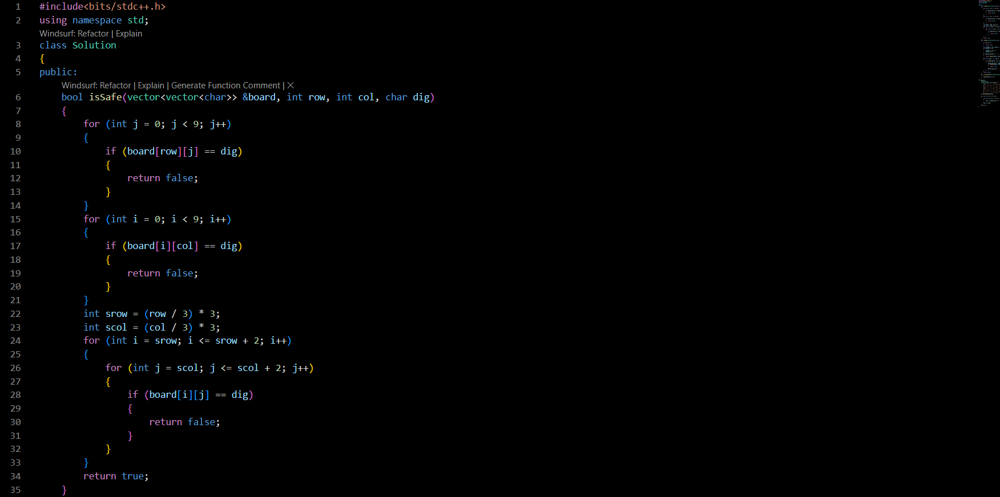 1 #include<bits/stdc++.h>
2 using namespace std;
Windsurf: Refactor | Explain
3 class Solution
4 {
5 public:
Windsurf: Refactor | Explain | Generate Function Comment | ✕
6 bool isSafe(vector<vector<char>> &board, int row, int col, char dig)
7 {
8 for (int j = 0; j < 9; j++)
9 {
10 if (board[row][j] == dig)
11 {
12 return false;
13 }
14 }
15 for (int i = 0; i < 9; i++)
16 {
17 if (board[i][col] == dig)
18 {
19 return false;
20 }
21 }
22 int srow = (row / 3) * 3;
23 int scol = (col / 3) * 3;
24 for (int i = srow; i <= srow + 2; i++)
25 {
26 for (int j = scol; j <= scol + 2; j++)
27 {
28 if (board[i][j] == dig)
29 {
30 return false;
31 }
32 }
33 }
34 return true;
35 }